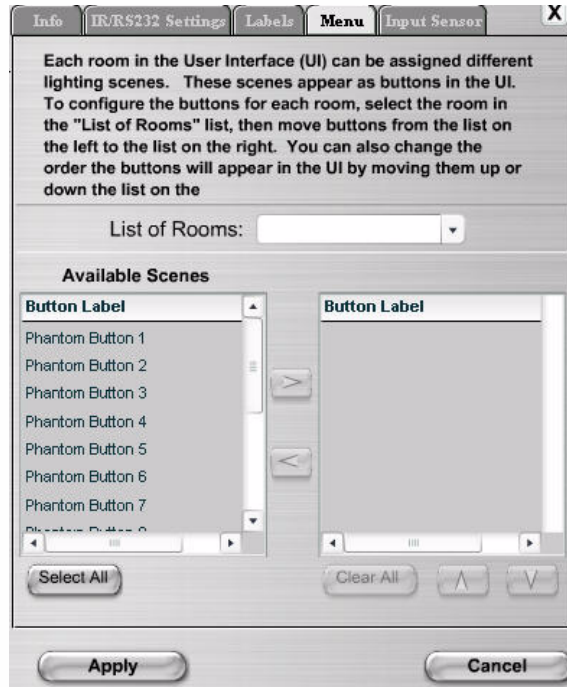 Info IR/RS232 Settings Labels Menu Input Sensor X
Each room in the User Interface (UI) can be assigned different
lighting scenes. These scenes appear as buttons in the UI.
To configure the buttons for each room, select the room in
the "List of Rooms" list, then move buttons from the list on
the left to the list on the right. You can also change the
order the buttons will appear in the UI by moving them up or
down the list on the
List of Rooms:
Available Scenes
Button Label
Phantom Button 1
Phantom Button 2
Phantom Button 3
Phantom Button 4
Phantom Button 5
Phantom Button 6
Phantom Button 7
Button Label
>
<
Select All
Clear All
Apply
Cancel